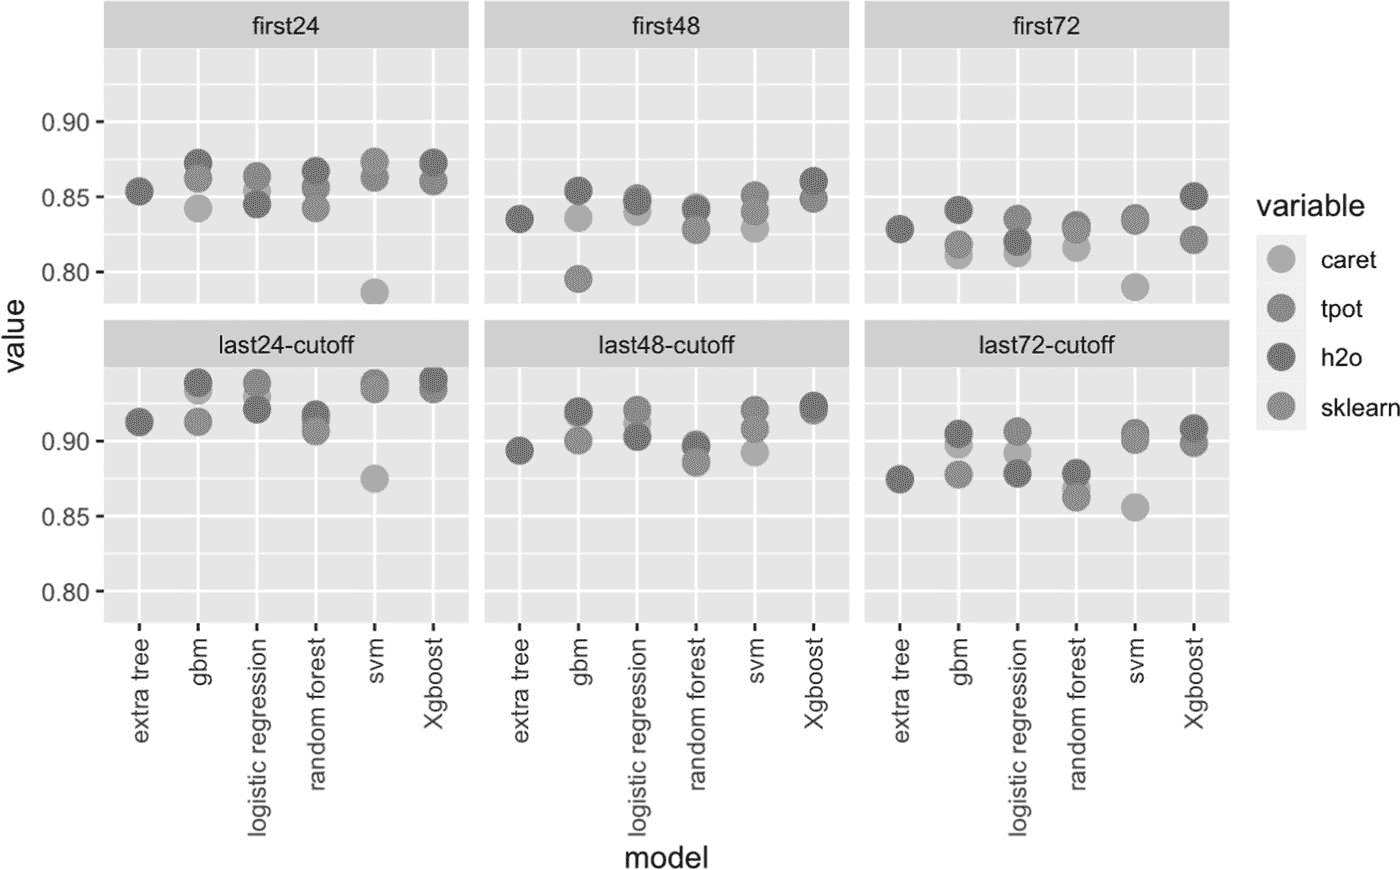 first24
first48
first72
0.90
0.85
0.80
last24-cutoff
last48-cutoff
last72-cutoff
0.90
0.85
0.80
value
extra tree
gbm
logistic regression
random forest
svm
Xgboost
extra tree
gbm
logistic regression
random forest
svm
Xgboost
extra tree
gbm
logistic regression
random forest
svm
Xgboost
model
variable
caret
tpot
h2o
sklearn